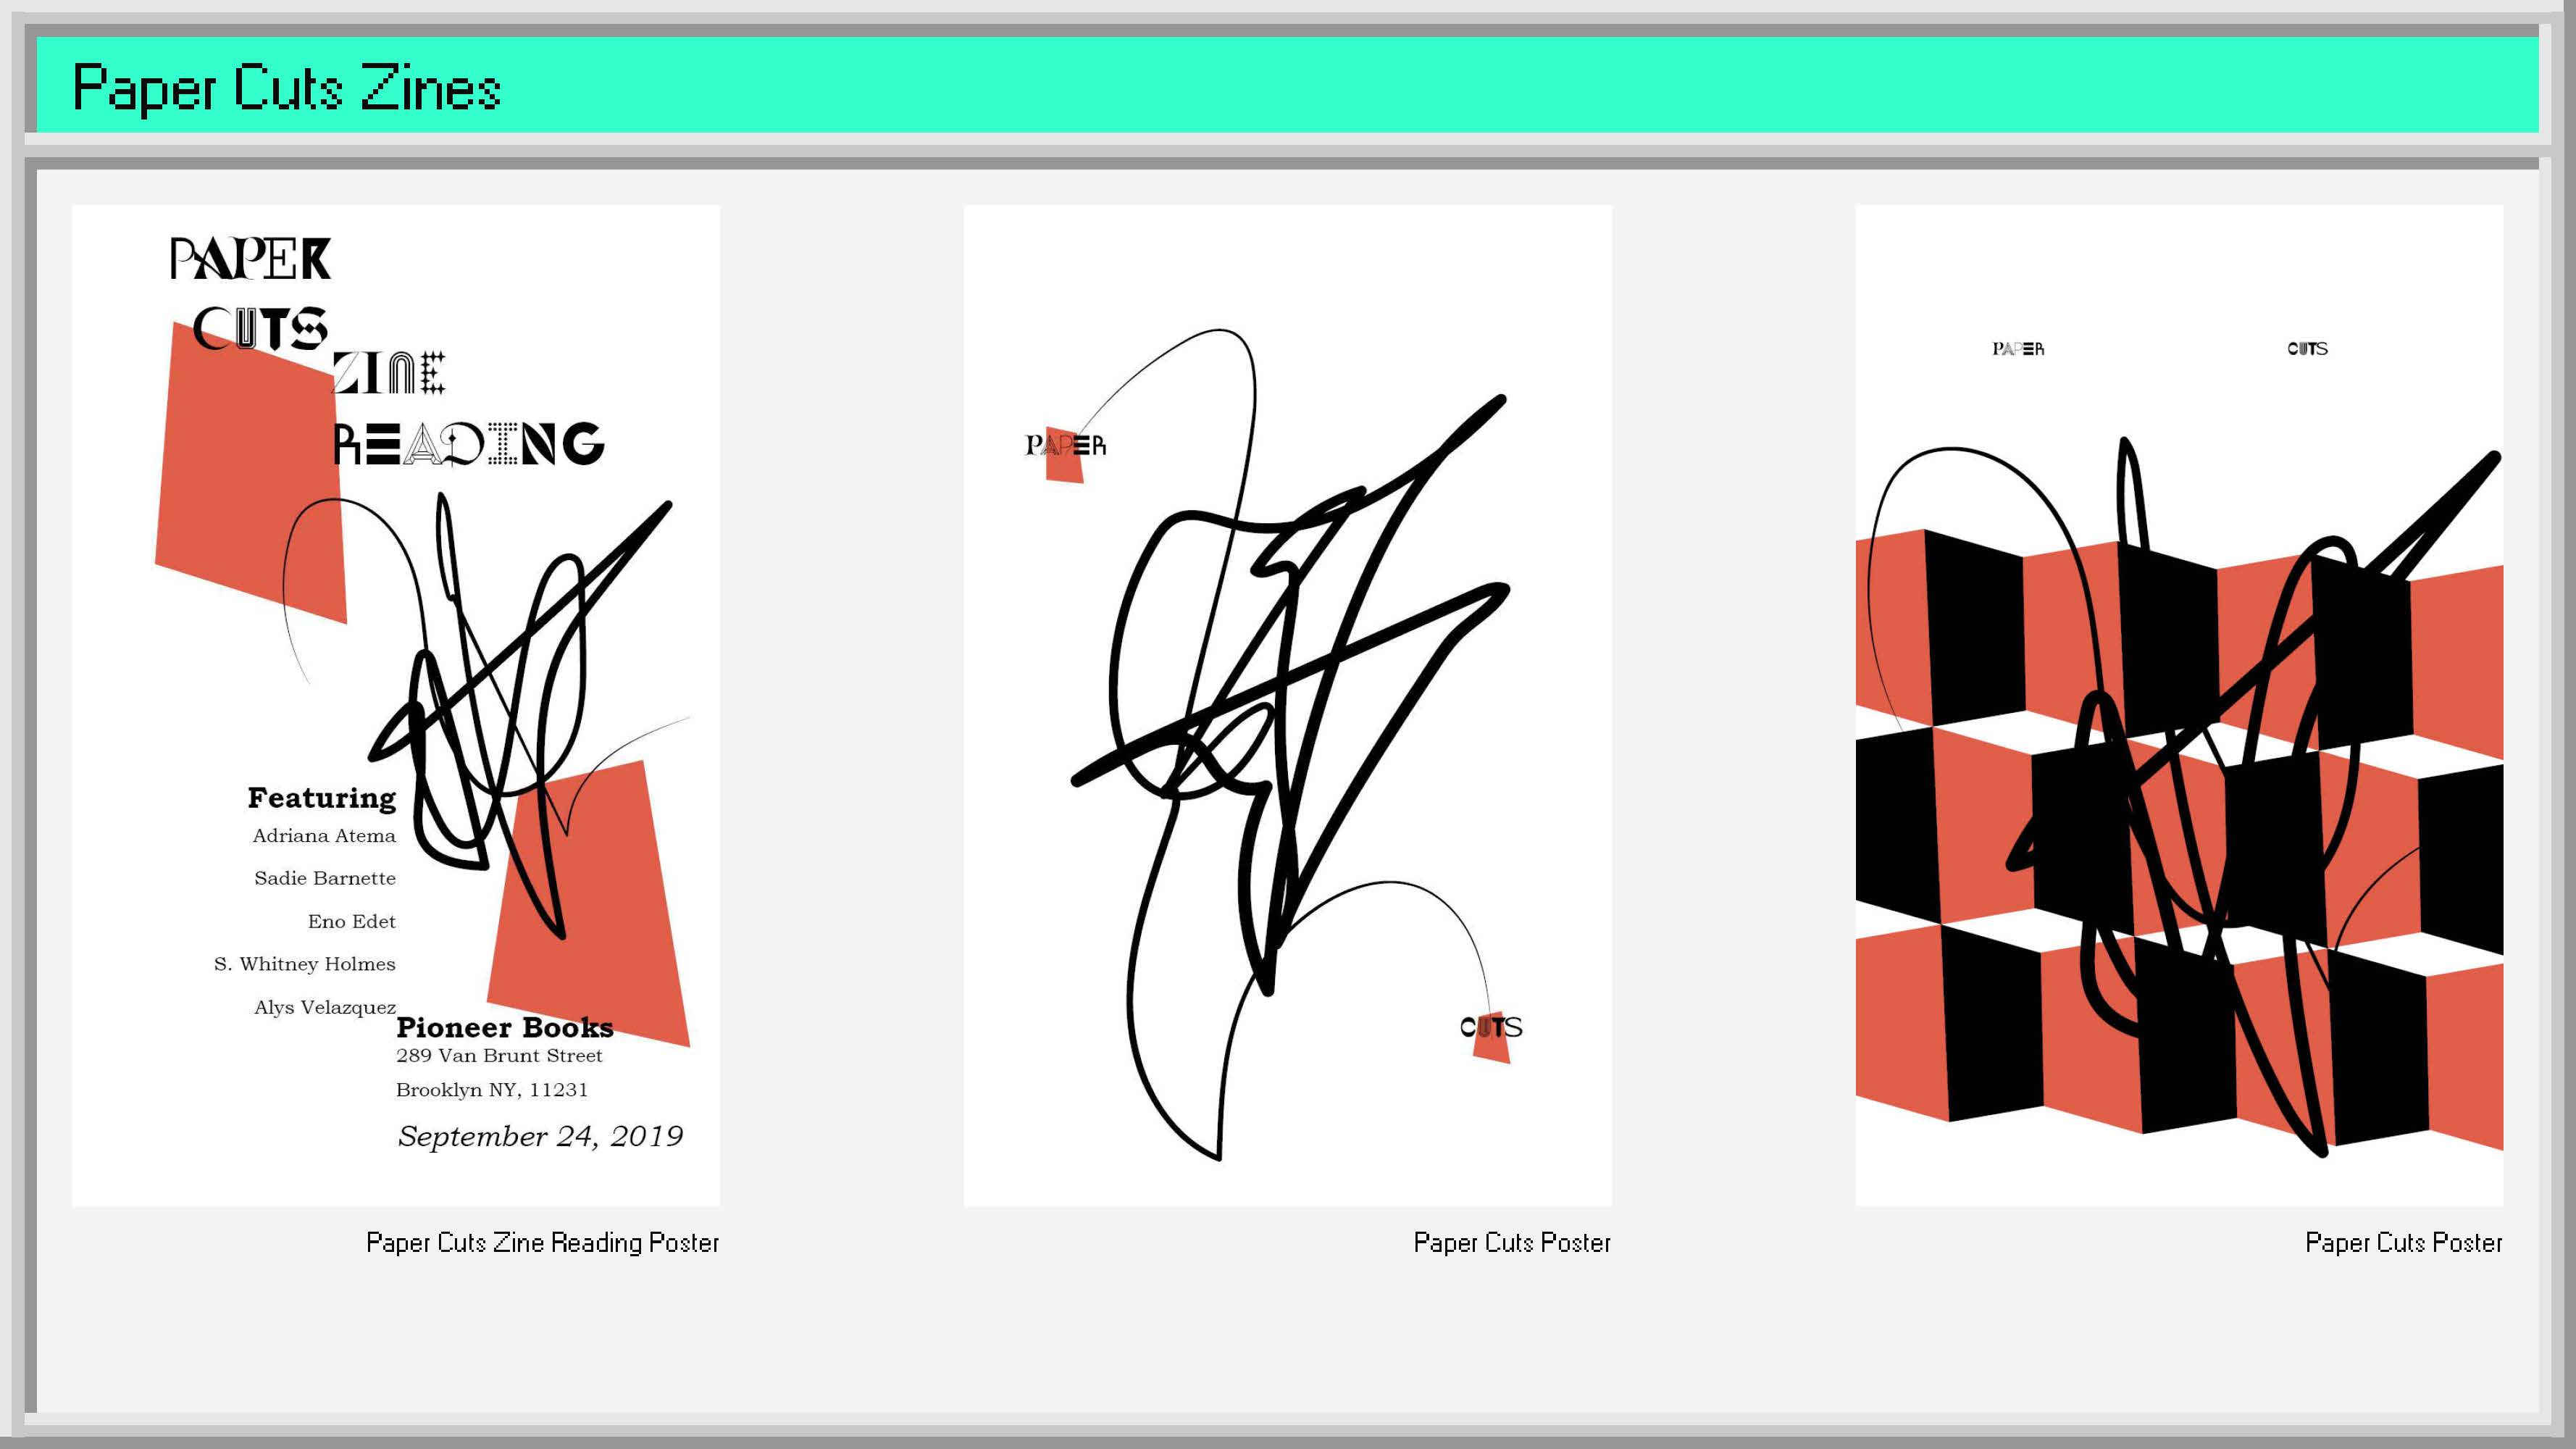 Paper Cuts Zines
PAPER
CUTS
ZINE
READING
Featuring
Adriana Atema
Sadie Barnette
Eno Edet
S. Whitney Holmes
Alys Velazquez
Pioneer Books
289 Van Brunt Street
Brooklyn NY, 11231
September 24, 2019
Paper Cuts Zine Reading Poster
PAPER
CUTS
Paper Cuts Poster
PAPER
CUTS
Paper Cuts Poster